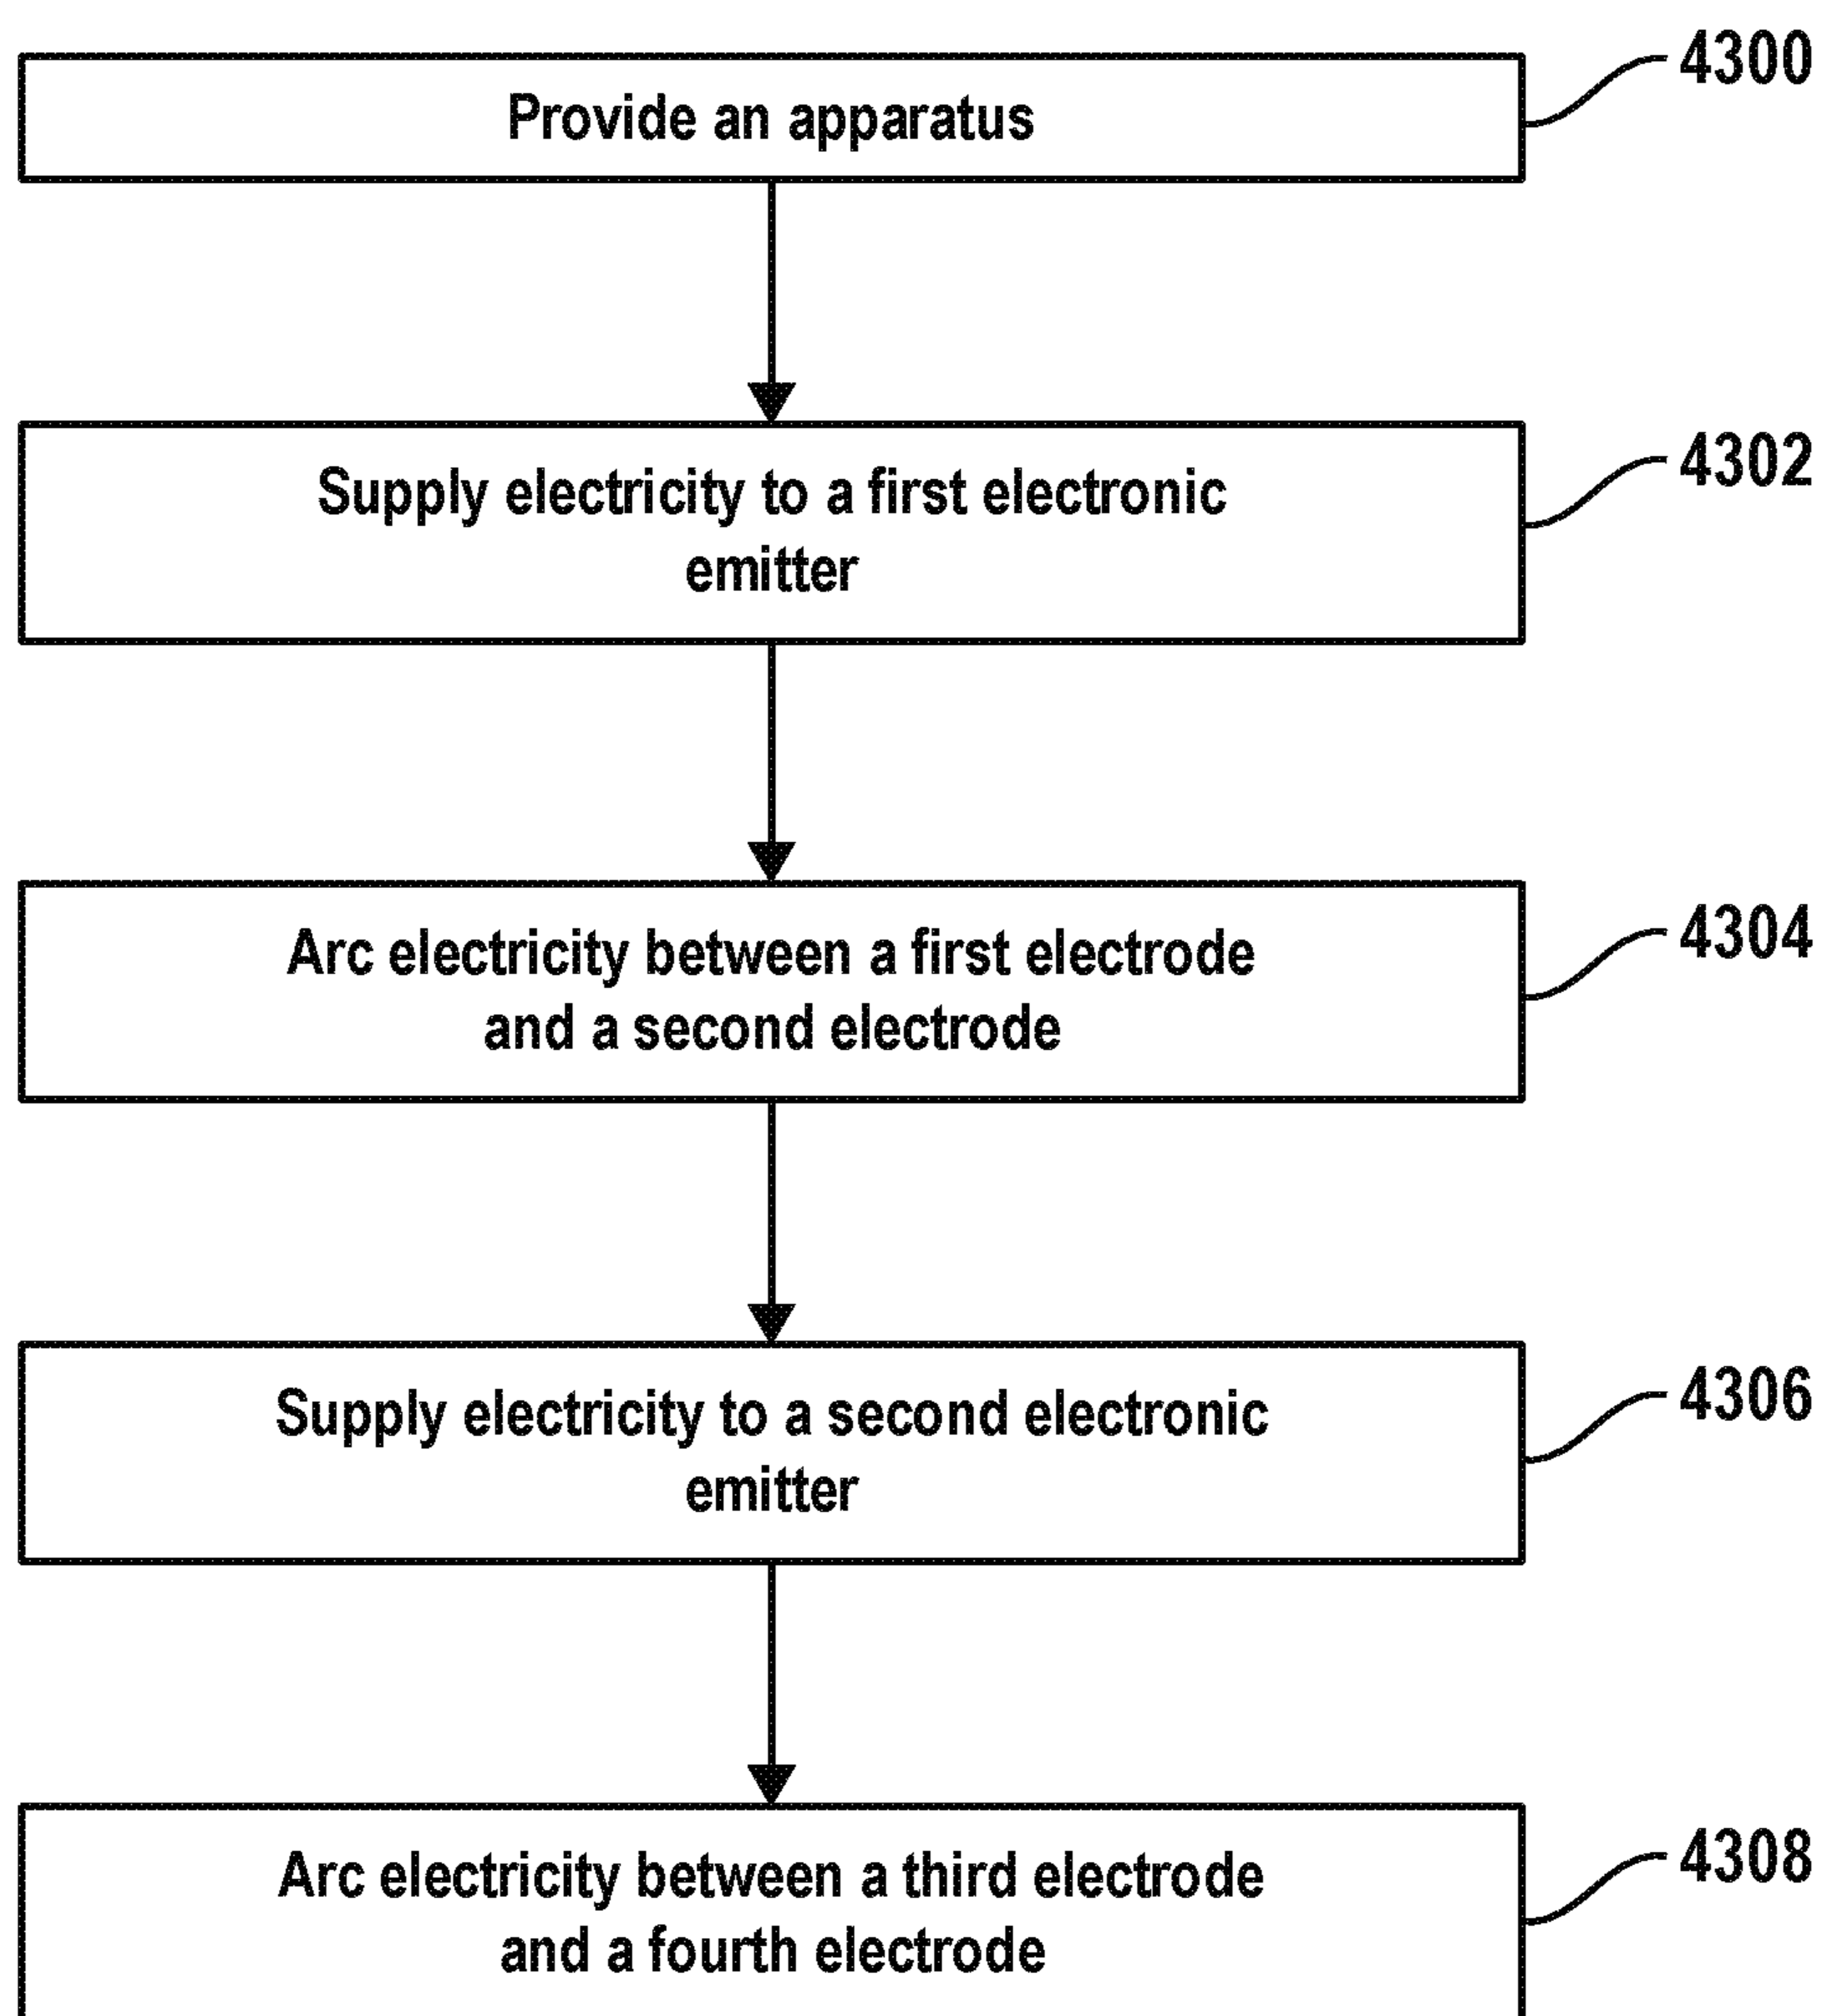 4300
Provide an apparatus
4302
Supply electricity to a first electronic
emitter
4304
Arc electricity between a first electrode
and a second electrode
4306
Supply electricity to a second electronic
emitter
4308
Arc electricity between a third electrode
and a fourth electrode